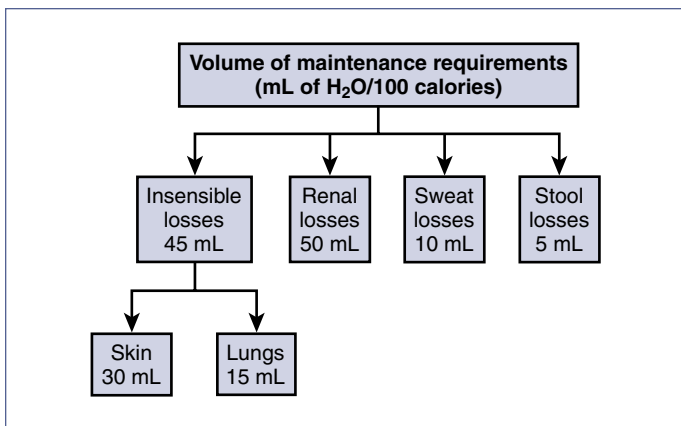 Volume of maintenance requirements
(mL of H₂O/100 calories)
Insensible
losses
45 mL
Renal
losses
50 mL
Sweat
losses
10 mL
Stool
losses
5 mL
Skin
30 mL
Lungs
15 mL